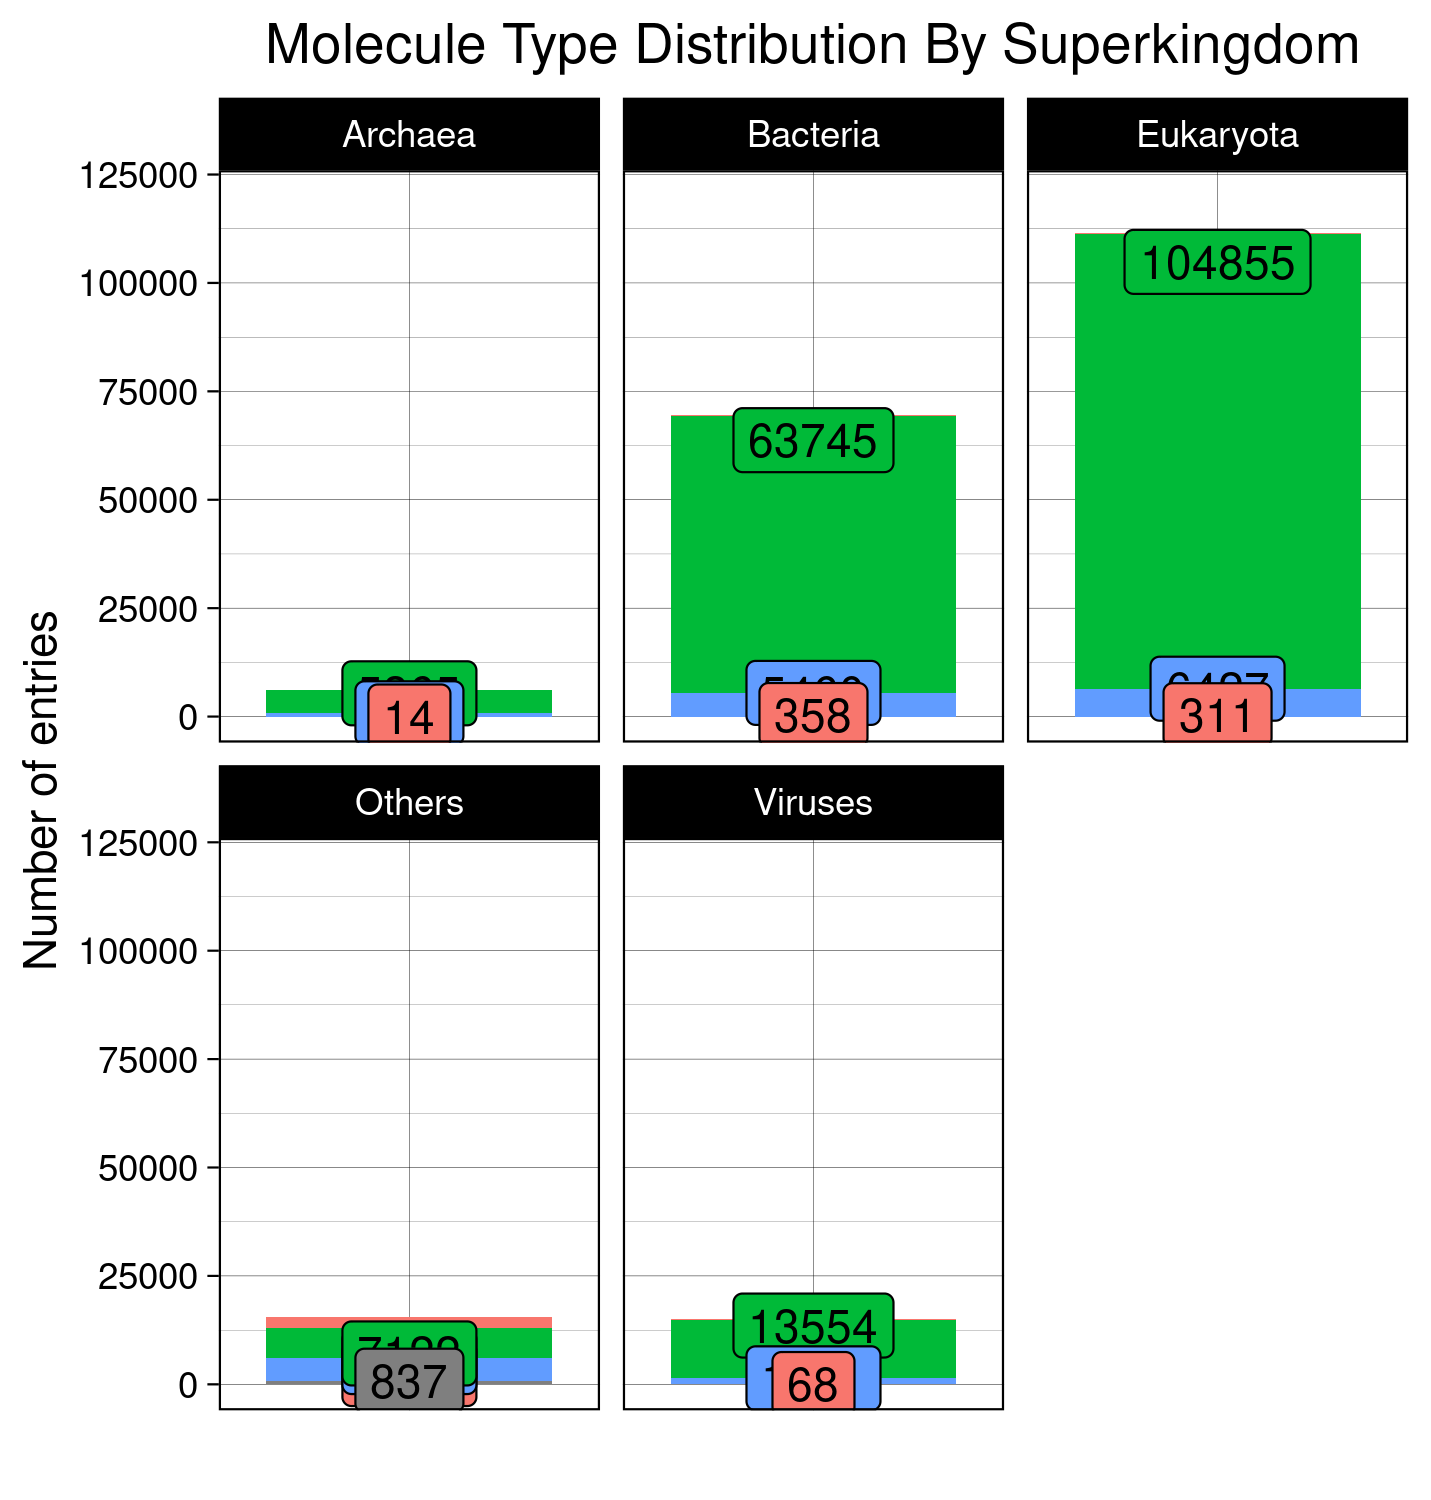 Molecule Type Distribution By Superkingdom
Archaea
Bacteria
Eukaryota
125000
100000
75000
50000
25000
0
104855
63745
14
358
311
Number of entries
Others
Viruses
125000
100000
75000
50000
25000
0
13554
837
68